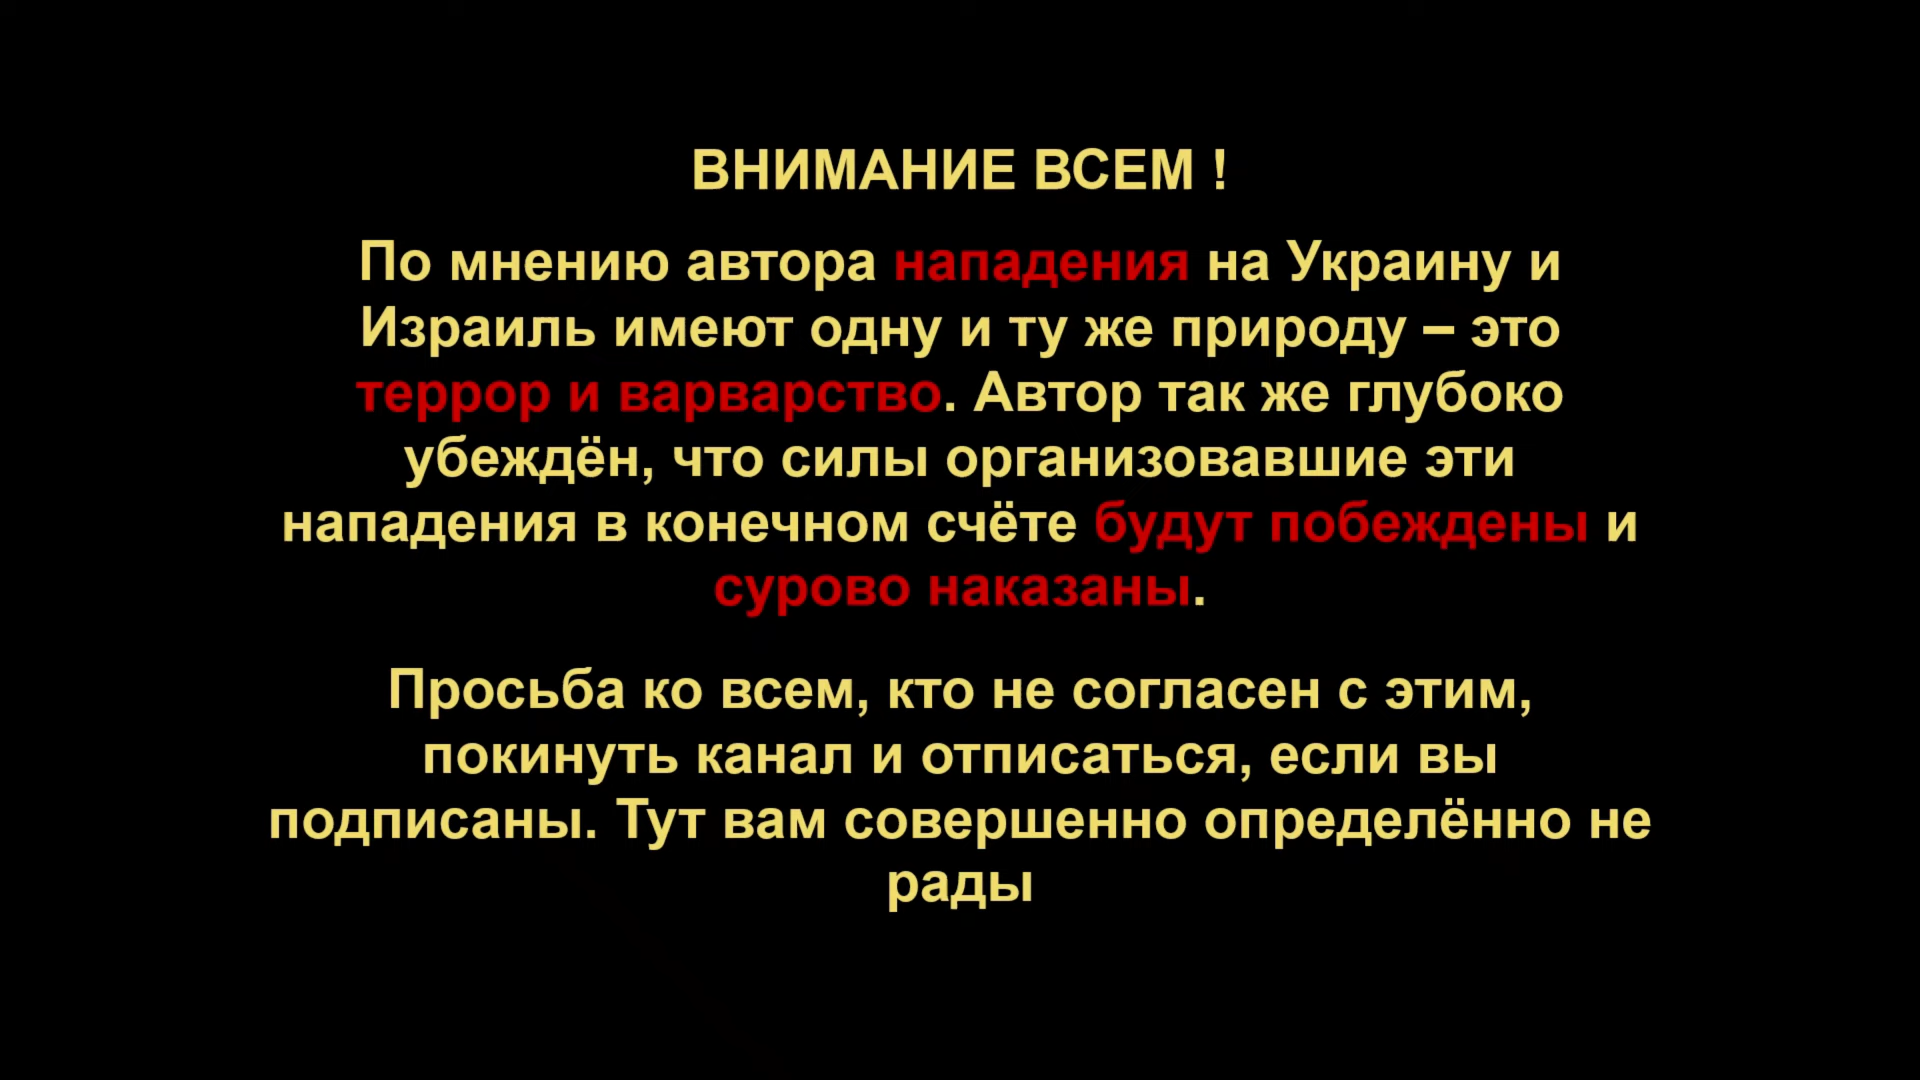 ВНИМАНИЕ ВСЕМ !
По мнению автора нападения на Украину и
Израиль имеют одну и ту же природу – это
террор и варварство. Автор так же глубоко
убеждён, что силы организовавшие эти
нападения в конечном счёте будут побеждены и
сурово наказаны.
Просьба ко всем, кто не согласен с этим,
покинуть канал и отписаться, если вы
подписаны. Тут вам совершенно определённо не
рады